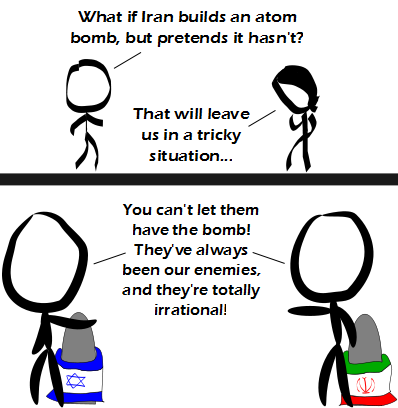 What if Iran builds an atom
bomb, but pretends it hasn't?
That will leave
us in a tricky
situation...
You can't let them
have the bomb!
They've always
been our enemies,
and they're totally
irrational!